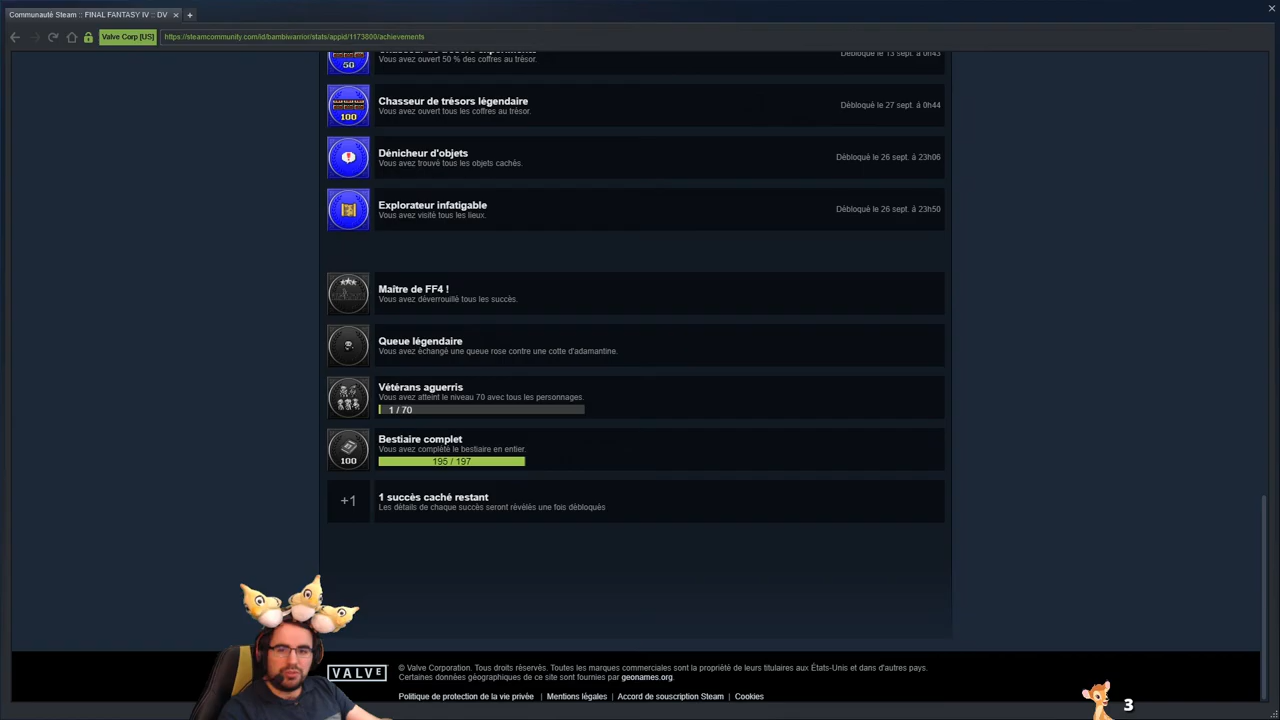 Communauté Steam :: FINAL FANTASY IV :: DV
Valve Corp [US]
https://steamcommunity.com/id/bambiwarrior/stats/appid/1173800/achievements
50
Vous avez ouvert 50 % des coffres au trésor.
Débloqué le 13 sept. à 0h43
100
Chasseur de trésors légendaire
Vous avez ouvert tous les coffres au trésor.
Débloqué le 27 sept. à 0h44
Dénicheur d'objets
Vous avez trouvé tous les objets cachés.
Débloqué le 26 sept. à 23h06
Explorateur infatigable
Vous avez visité tous les lieux.
Débloqué le 26 sept. à 23h50
Maître de FF4 !
Vous avez déverrouillé tous les succès.
Queue légendaire
Vous avez échangé une queue rose contre une cotte d'adamantine.
Vétérans aguerris
Vous avez atteint le niveau 70 avec tous les personnages.
1 / 70
100
Bestiaire complet
Vous avez complété le bestiaire en entier.
195 / 197
+1
1 succès caché restant
Les détails de chaque succès seront révélés une fois débloqués
VALVE
© Valve Corporation. Tous droits réservés. Toutes les marques commerciales sont la propriété de leurs titulaires aux États-Unis et dans d'autres pays.
Certaines données géographiques de ce site sont fournies par geonames.org.
Politique de protection de la vie privée | Mentions légales | Accord de souscription Steam | Cookies
3